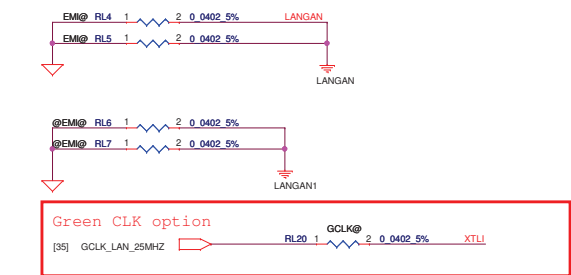 EMI@ RL4 1 2 0_0402_5% LANGAN
EMI@ RL5 1 2 0_0402_5%
LANGAN
@EMI@ RL6 1 2 0_0402_5%
@EMI@ RL7 1 2 0_0402_5%
LANGAN1
Green CLK option
GCLK@
[35] GCLK_LAN_25MHZ RL20 1 2 0_0402_5% XTLI